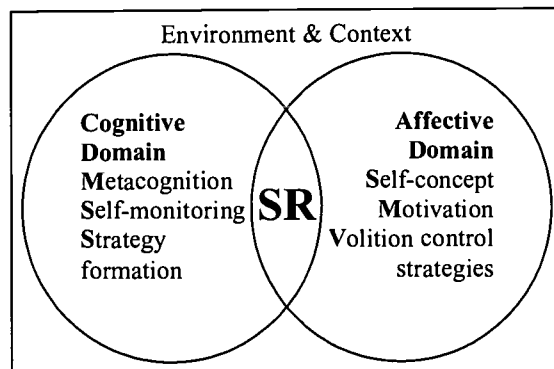 Environment & Context
Cognitive
Domain
Metacognition
Self-monitoring
Strategy
formation
SR
Affective
Domain
Self-concept
Motivation
Volition control
strategies